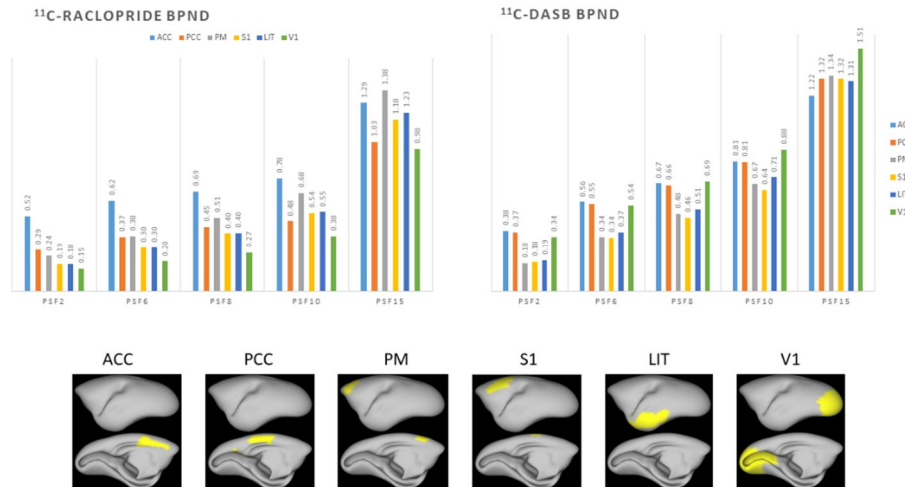 ¹¹C-RACLOPRIDE BPND
ACC PCC PM S1 LIT V1
0.52 0.29 0.24 0.19 0.18 0.15
0.62 0.37 0.38 0.30 0.30 0.20
0.69 0.45 0.51 0.40 0.40 0.27
0.78 0.48 0.68 0.54 0.55 0.38
1.29 1.03 1.38 1.18 1.23 0.98
PSF2 PSF6 PSF8 PSF10 PSF15
¹¹C-DASB BPND
0.38 0.37 0.18 0.18 0.19 0.34
0.56 0.55 0.34 0.34 0.37 0.54
0.67 0.66 0.48 0.46 0.51 0.69
0.81 0.81 0.67 0.64 0.71 0.88
1.22 1.32 1.34 1.32 1.31 1.51
PSF2 PSF6 PSF8 PSF10 PSF15
S1
LIT
V1
ACC PCC PM S1 LIT V1